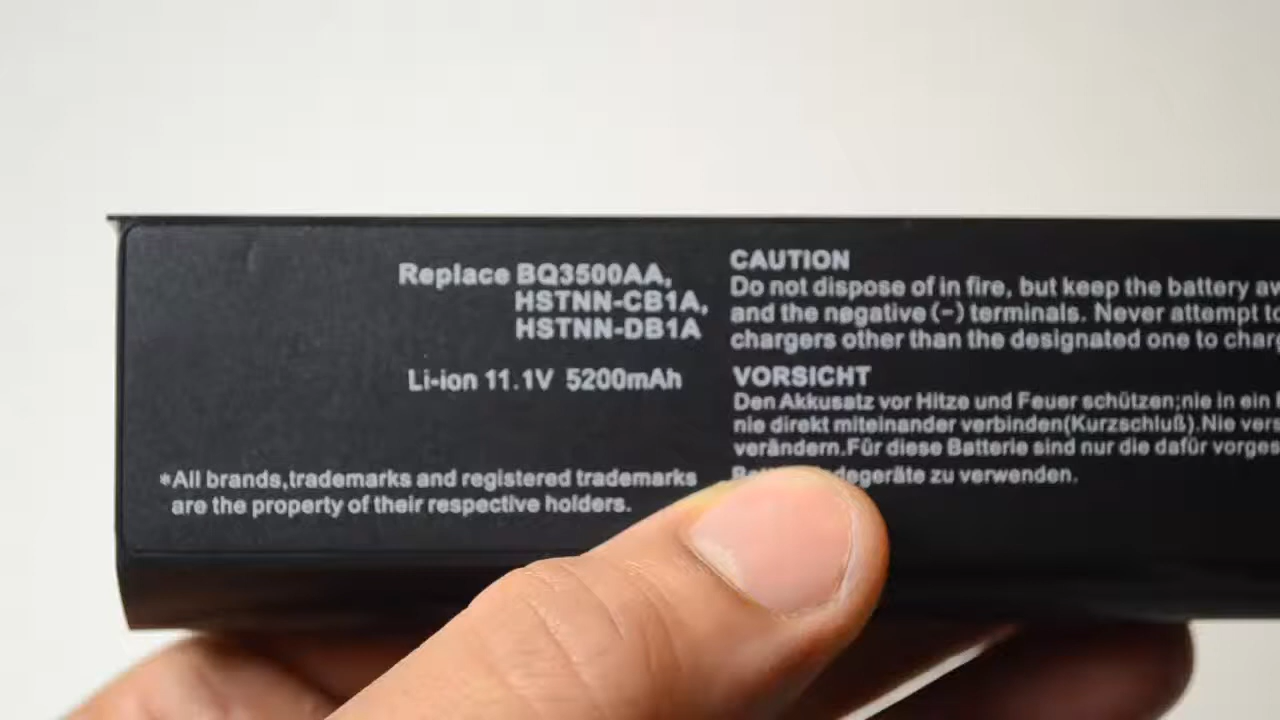 Replace BQ3500AA,
HSTNN-CB1A,
HSTNN-DB1A
Li-ion 11.1V 5200mAh
*All brands,trademarks and registered trademarks
are the property of their respective holders.
CAUTION
Do not dispose of in fire, but keep the battery
and the negative (-) terminals. Never attempt
chargers other than the designated one to
VORSICHT
Den Akkusatz vor Hitze und Feuer schützen;nie in ein
nie direkt miteinander verbinden(Kurzschluß).Nie
verändern.Für diese Batterie sind nur die dafür
zu verwenden.